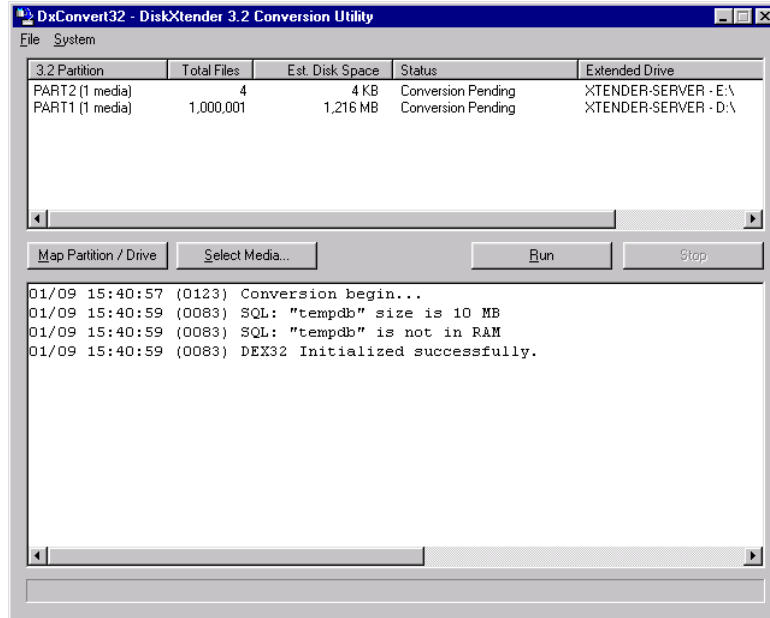 DxConvert32 - DiskXtender 3.2 Conversion Utility
File System
3.2 Partition Total Files Est. Disk Space Status Extended Drive
PART2 (1 media) 4 4 KB Conversion Pending XTENDER-SERVER - E:\
PART1 (1 media) 1,000,001 1,216 MB Conversion Pending XTENDER-SERVER - D:\
Map Partition / Drive Select Media... Run Stop
01/09 15:40:57 (0123) Conversion begin...
01/09 15:40:59 (0083) SQL: "tempdb" size is 10 MB
01/09 15:40:59 (0083) SQL: "tempdb" is not in RAM
01/09 15:40:59 (0083) DEX32 Initialized successfully.